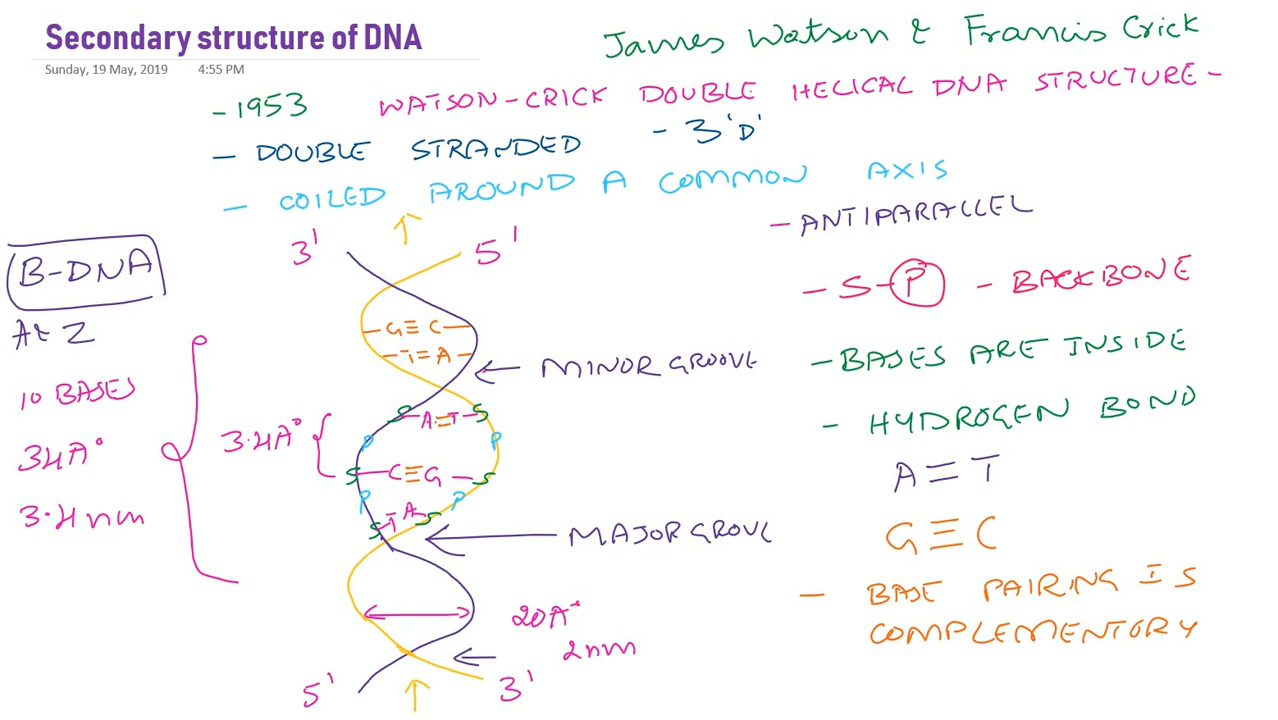 Secondary structure of DNA
Sunday, 19 May, 2019 4:55 PM
James Watson & Francis Crick
- 1953 WATSON-CRICK DOUBLE HELICAL DNA STRUCTURE -
- DOUBLE STRANDED - 3'D'
- COILED AROUND A COMMON AXIS
- ANTIPARALLEL
3' ↑ 5'
B-DNA
- S-P - BACKBONE
A & Z
G≡C
T=A
← MINOR GROOVE
- BASES ARE INSIDE
10 BASES
S-A=T-S
- HYDROGEN BOND
3.4A°
P P
34A°
S-C≡G-S
A=T
P P
3.4nm
S-T A S
← MAJOR GROVE
G≡C
- BASE PAIRING IS
COMPLEMENTORY
20A°
2nm
←
5' ↑ 3'